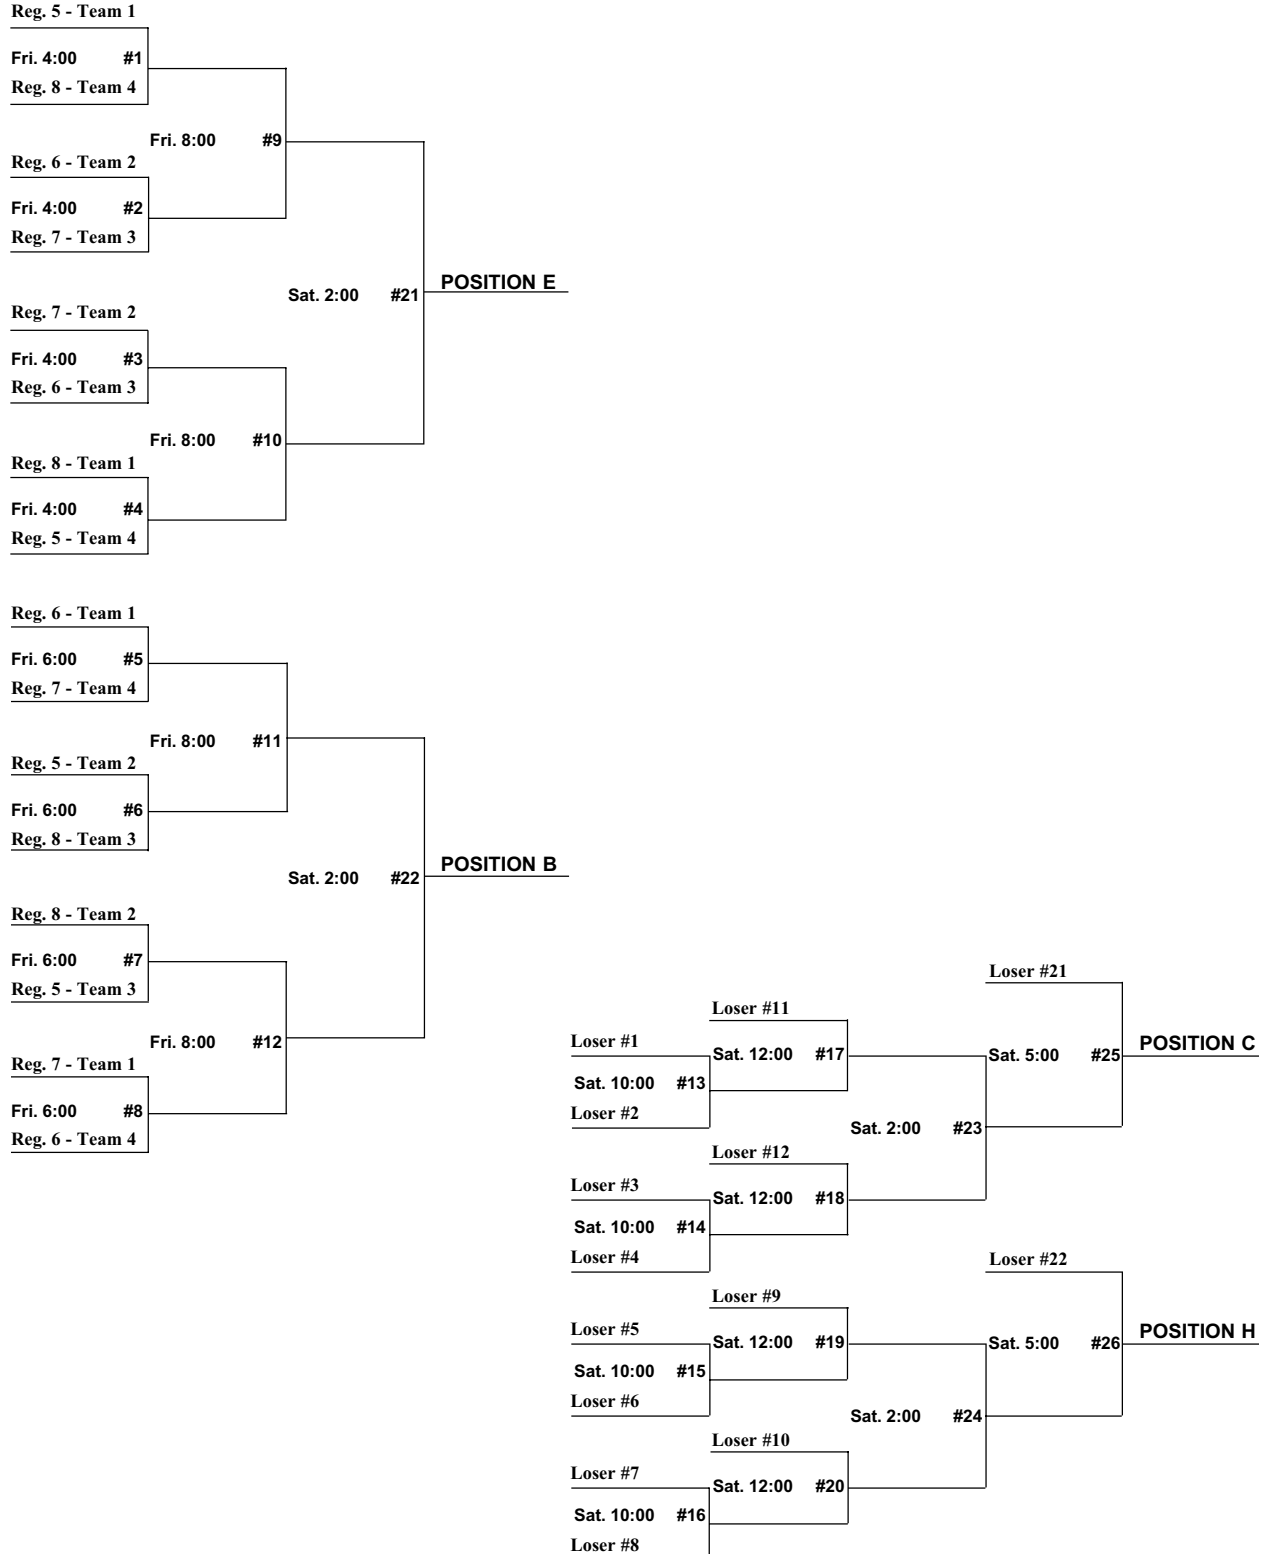 Reg. 5 - Team 1
Fri. 4:00 #1
Reg. 8 - Team 4
Fri. 8:00 #9
Reg. 6 - Team 2
Fri. 4:00 #2
Reg. 7 - Team 3
Sat. 2:00 #21
POSITION E
Reg. 7 - Team 2
Fri. 4:00 #3
Reg. 6 - Team 3
Fri. 8:00 #10
Reg. 8 - Team 1
Fri. 4:00 #4
Reg. 5 - Team 4
Reg. 6 - Team 1
Fri. 6:00 #5
Reg. 7 - Team 4
Fri. 8:00 #11
Reg. 5 - Team 2
Fri. 6:00 #6
Reg. 8 - Team 3
Sat. 2:00 #22
POSITION B
Reg. 8 - Team 2
Fri. 6:00 #7
Reg. 5 - Team 3
Fri. 8:00 #12
Reg. 7 - Team 1
Fri. 6:00 #8
Reg. 6 - Team 4
Loser #21
Loser #11
Loser #1
Sat. 12:00 #17
Sat. 5:00 #25
POSITION C
Sat. 10:00 #13
Loser #2
Sat. 2:00 #23
Loser #12
Loser #3
Sat. 12:00 #18
Sat. 10:00 #14
Loser #4
Loser #22
Loser #9
Loser #5
Sat. 12:00 #19
Sat. 5:00 #26
POSITION H
Sat. 10:00 #15
Loser #6
Sat. 2:00 #24
Loser #10
Loser #7
Sat. 12:00 #20
Sat. 10:00 #16
Loser #8